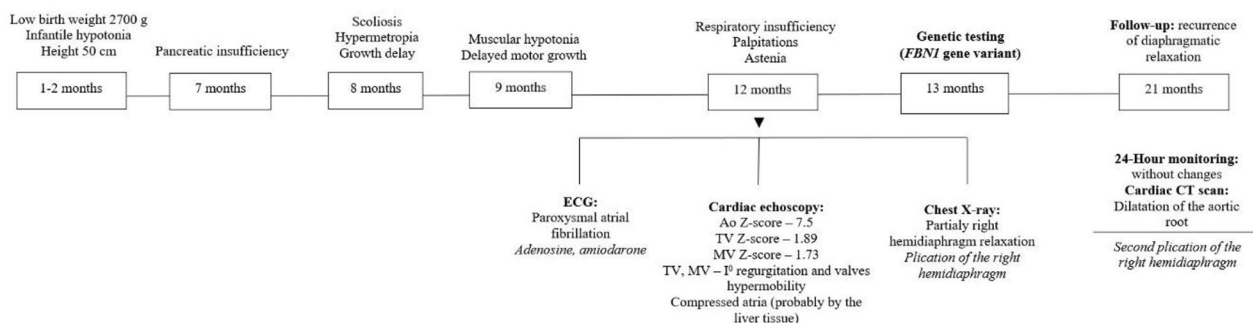 Low birth weight 2700 g
Infantile hypotonia
Height 50 cm
1-2 months
Pancreatic insufficiency
7 months
Scoliosis
Hypermetropia
Growth delay
8 months
Muscular hypotonia
Delayed motor growth
9 months
Respiratory insufficiency
Palpitations
Astenia
12 months
Genetic testing
(FBN1 gene variant)
13 months
Follow-up: recurrence
of diaphragmatic
relaxation
21 months
ECG:
Paroxysmal atrial
fibrillation
Adenosine, amiodarone
Cardiac echoscopy:
Ao Z-score – 7.5
TV Z-score – 1.89
MV Z-score – 1.73
TV, MV – I⁰ regurgitation and valves
hypermobility
Compressed atria (probably by the
liver tissue)
Chest X-ray:
Partialy right
hemidiaphragm relaxation
Plication of the right
hemidiaphragm
24-Hour monitoring:
without changes
Cardiac CT scan:
Dilatation of the aortic
root
Second plication of the
right hemidiaphragm